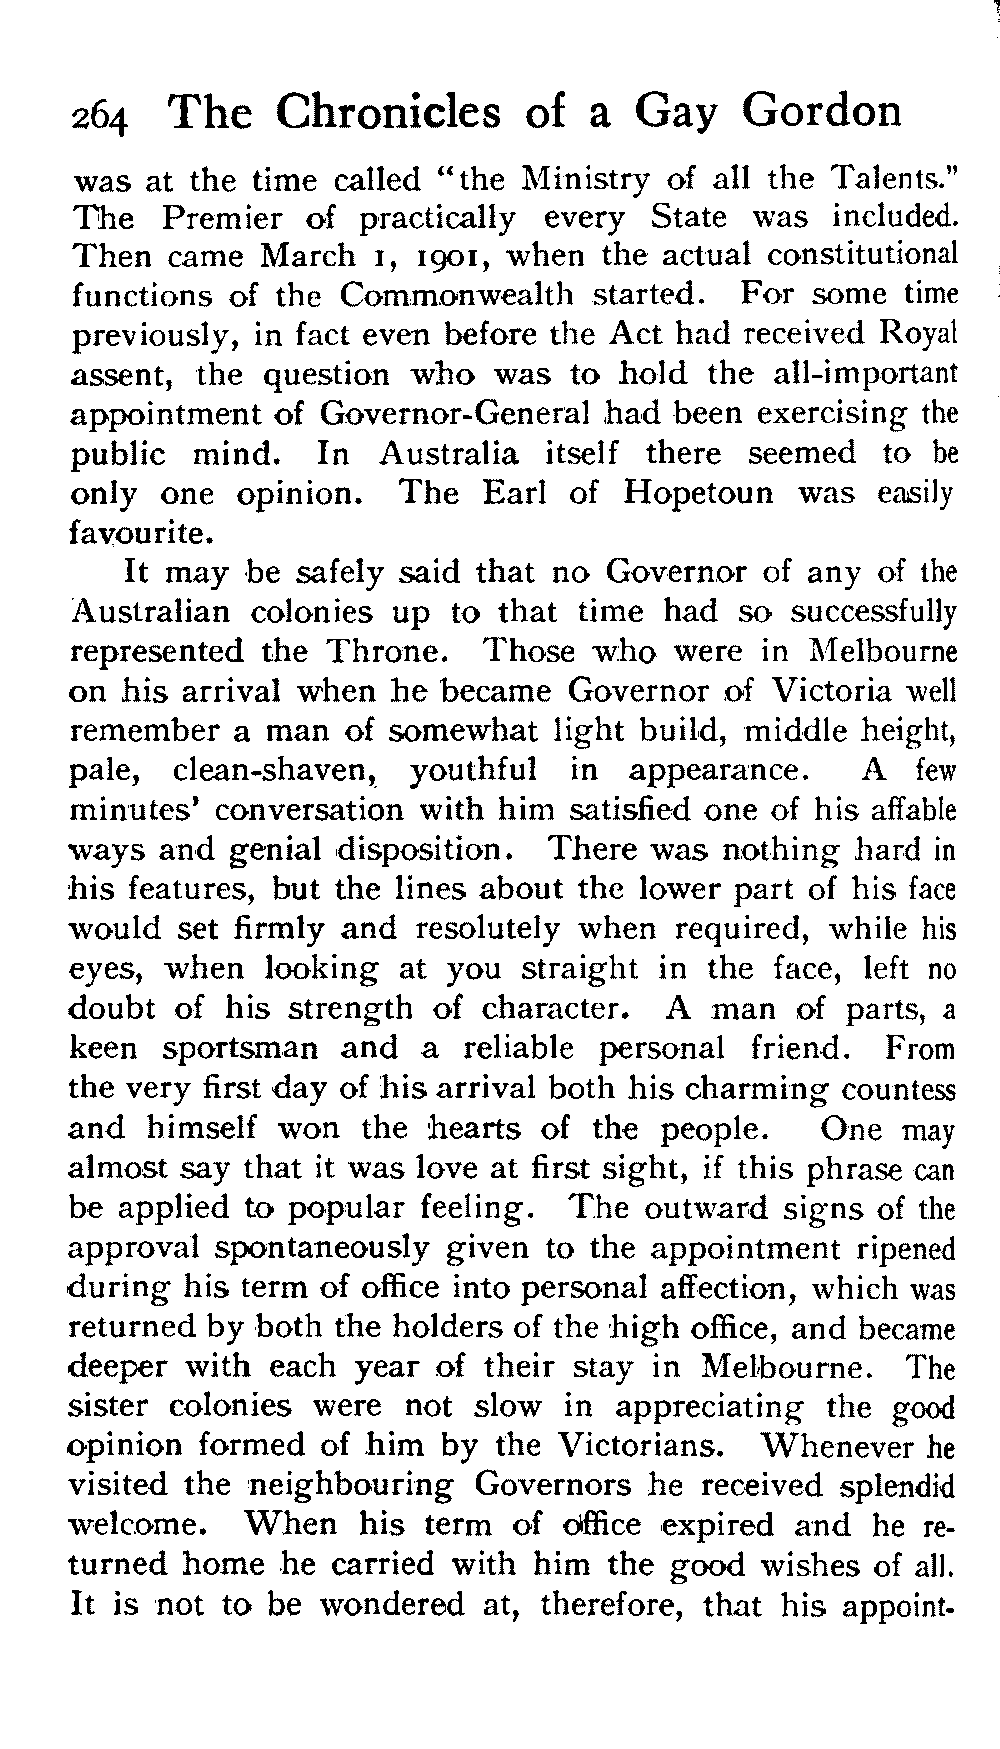 264 The Chronicles of a Gay Gordon
was at the time called "the Ministry of all the Talents."
The Premier of practically every State was included.
Then came March 1, 1901, when the actual constitutional
functions of the Commonwealth started. For some time
previously, in fact even before the Act had received Royal
assent, the question who was to hold the all-important
appointment of Governor-General had been exercising the
public mind. In Australia itself there seemed to be
only one opinion. The Earl of Hopetoun was easily
favourite.
It may be safely said that no Governor of any of the
Australian colonies up to that time had so successfully
represented the Throne. Those who were in Melbourne
on his arrival when he became Governor of Victoria well
remember a man of somewhat light build, middle height,
pale, clean-shaven, youthful in appearance. A few
minutes' conversation with him satisfied one of his affable
ways and genial disposition. There was nothing hard in
his features, but the lines about the lower part of his face
would set firmly and resolutely when required, while his
eyes, when looking at you straight in the face, left no
doubt of his strength of character. A man of parts, a
keen sportsman and a reliable personal friend. From
the very first day of his arrival both his charming countess
and himself won the hearts of the people. One may
almost say that it was love at first sight, if this phrase can
be applied to popular feeling. The outward signs of the
approval spontaneously given to the appointment ripened
during his term of office into personal affection, which was
returned by both the holders of the high office, and became
deeper with each year of their stay in Melbourne. The
sister colonies were not slow in appreciating the good
opinion formed of him by the Victorians. Whenever he
visited the neighbouring Governors he received splendid
welcome. When his term of office expired and he re-
turned home he carried with him the good wishes of all.
It is not to be wondered at, therefore, that his appoint-